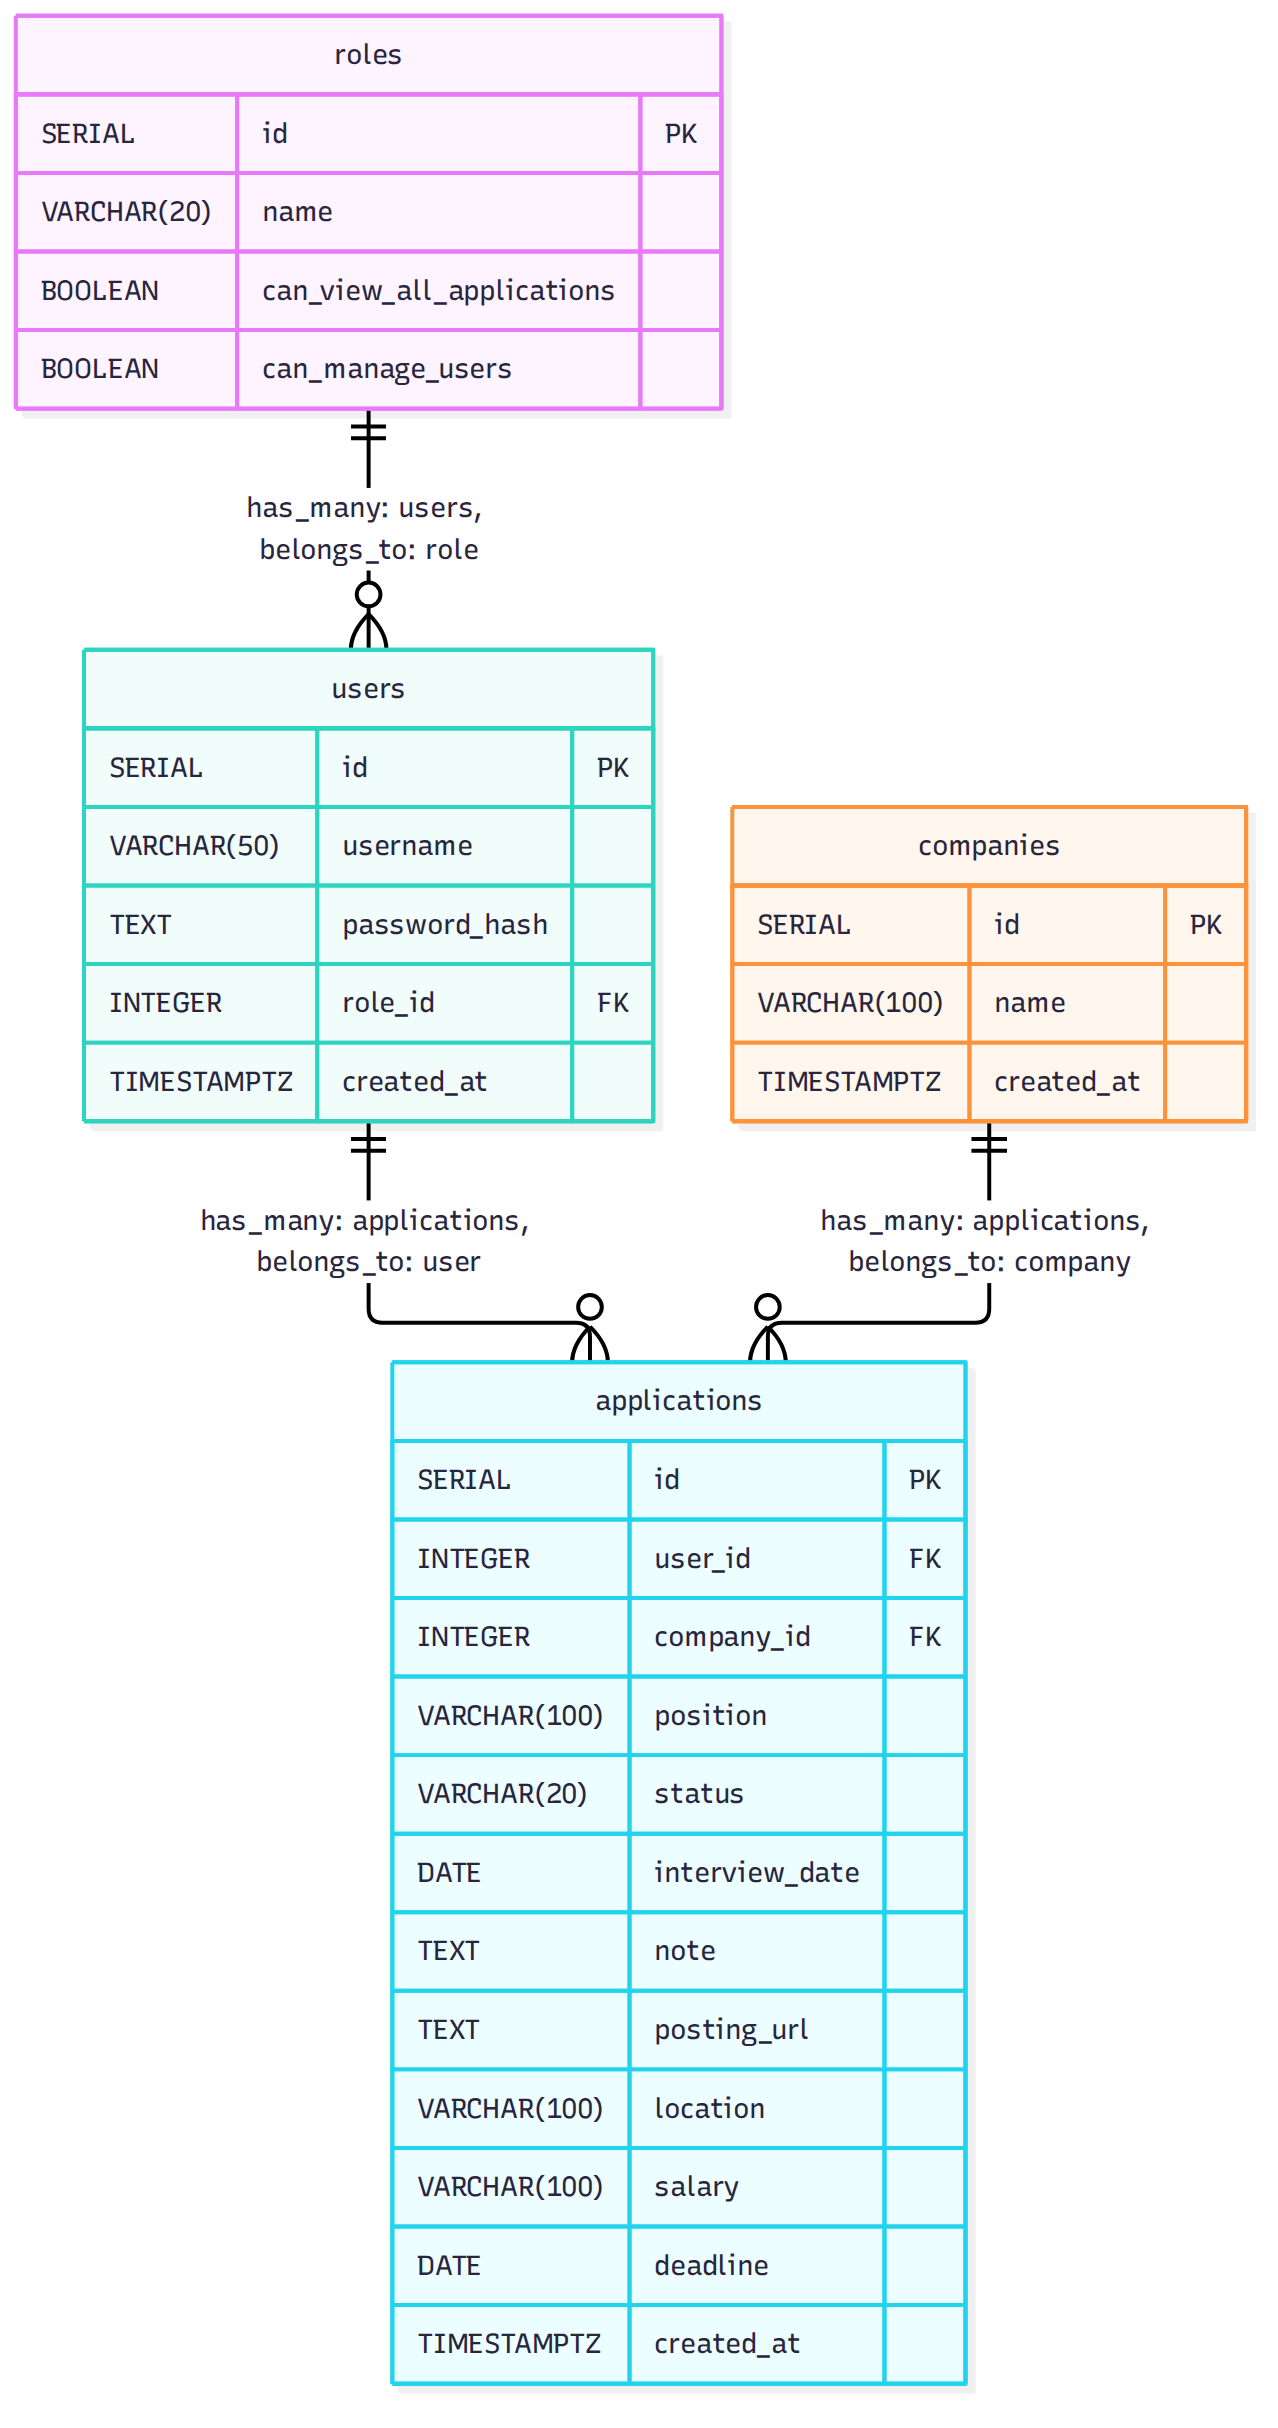 roles
SERIAL id PK
VARCHAR(20) name
BOOLEAN can_view_all_applications
BOOLEAN can_manage_users
has_many: users,
belongs_to: role
users
SERIAL id PK
VARCHAR(50) username
TEXT password_hash
INTEGER role_id FK
TIMESTAMPTZ created_at
companies
SERIAL id PK
VARCHAR(100) name
TIMESTAMPTZ created_at
has_many: applications,
belongs_to: user
has_many: applications,
belongs_to: company
applications
SERIAL id PK
INTEGER user_id FK
INTEGER company_id FK
VARCHAR(100) position
VARCHAR(20) status
DATE interview_date
TEXT note
TEXT posting_url
VARCHAR(100) location
VARCHAR(100) salary
DATE deadline
TIMESTAMPTZ created_at